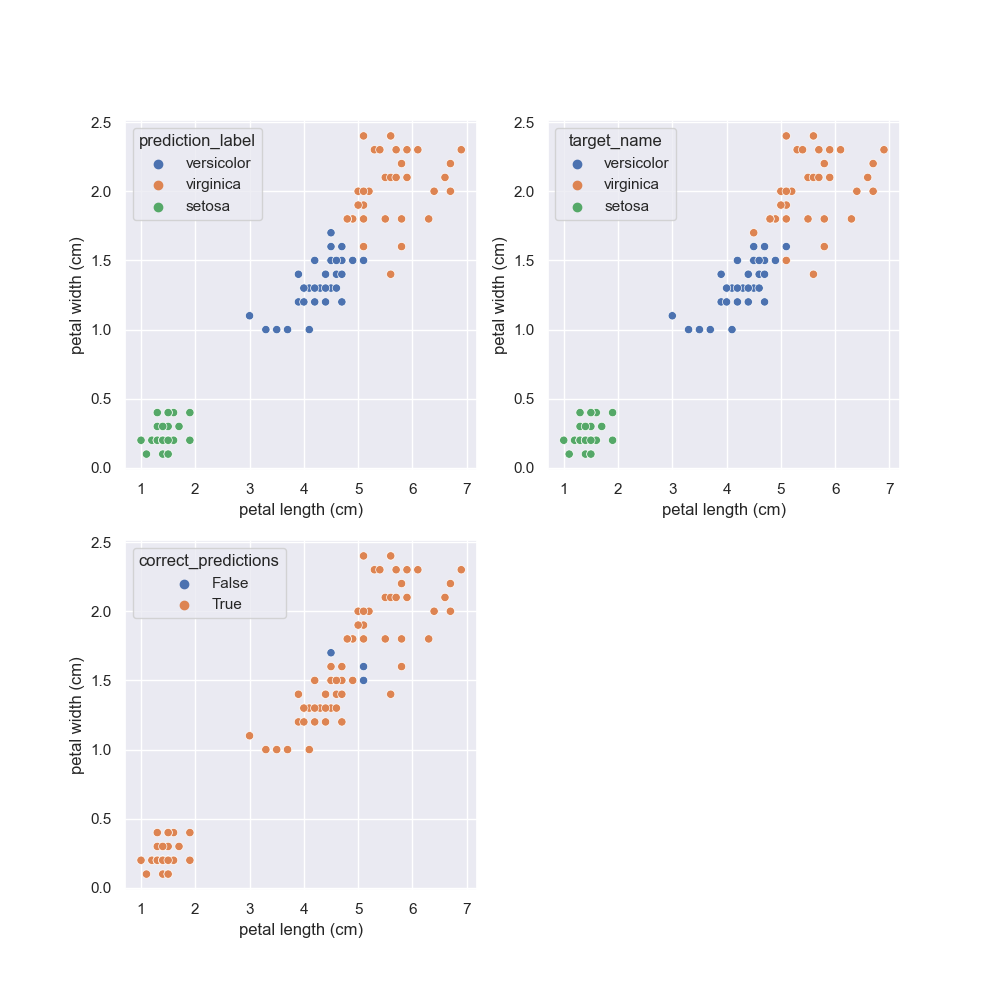 prediction_label
versicolor
virginica
setosa
2.5
2.0
1.5
1.0
0.5
0.0
petal width (cm)
1 2 3 4 5 6 7
petal length (cm)
target_name
versicolor
virginica
setosa
2.5
2.0
1.5
1.0
0.5
0.0
petal width (cm)
1 2 3 4 5 6 7
petal length (cm)
correct_predictions
False
True
2.5
2.0
1.5
1.0
0.5
0.0
petal width (cm)
1 2 3 4 5 6 7
petal length (cm)